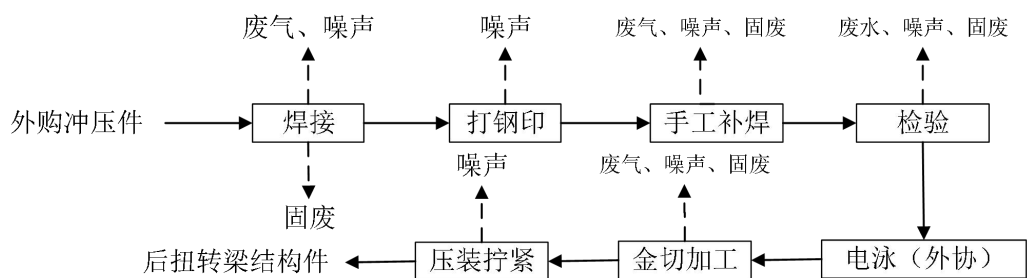 废气、噪声
噪声
废气、噪声、固废
废水、噪声、固废
外购冲压件
焊接
打钢印
手工补焊
检验
噪声
废气、噪声、固废
固废
后扭转梁结构件
压装拧紧
金切加工
电泳（外协）